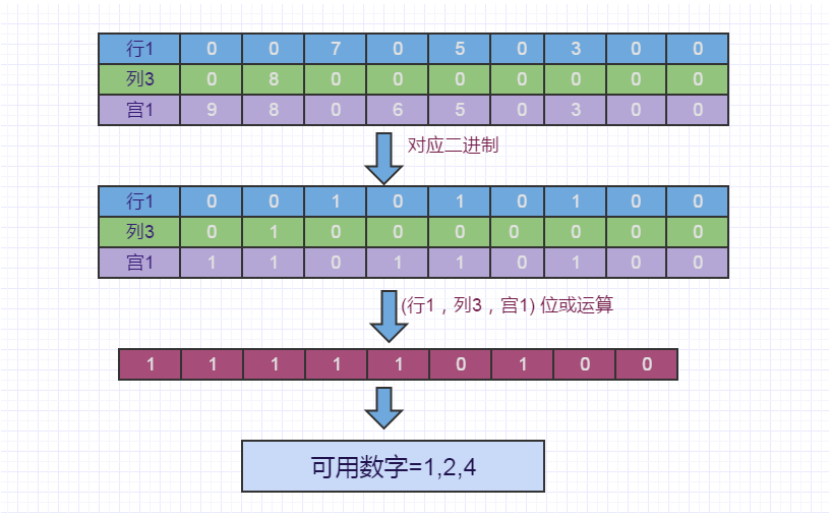 行1 0 0 7 0 5 0 3 0 0
列3 0 8 0 0 0 0 0 0 0
宫1 9 8 0 6 5 0 3 0 0
对应二进制
行1 0 0 1 0 1 0 1 0 0
列3 0 1 0 0 0 0 0 0 0
宫1 1 1 0 1 1 0 1 0 0
(行1，列3，宫1) 位或运算
1 1 1 1 1 0 1 0 0
可用数字=1,2,4